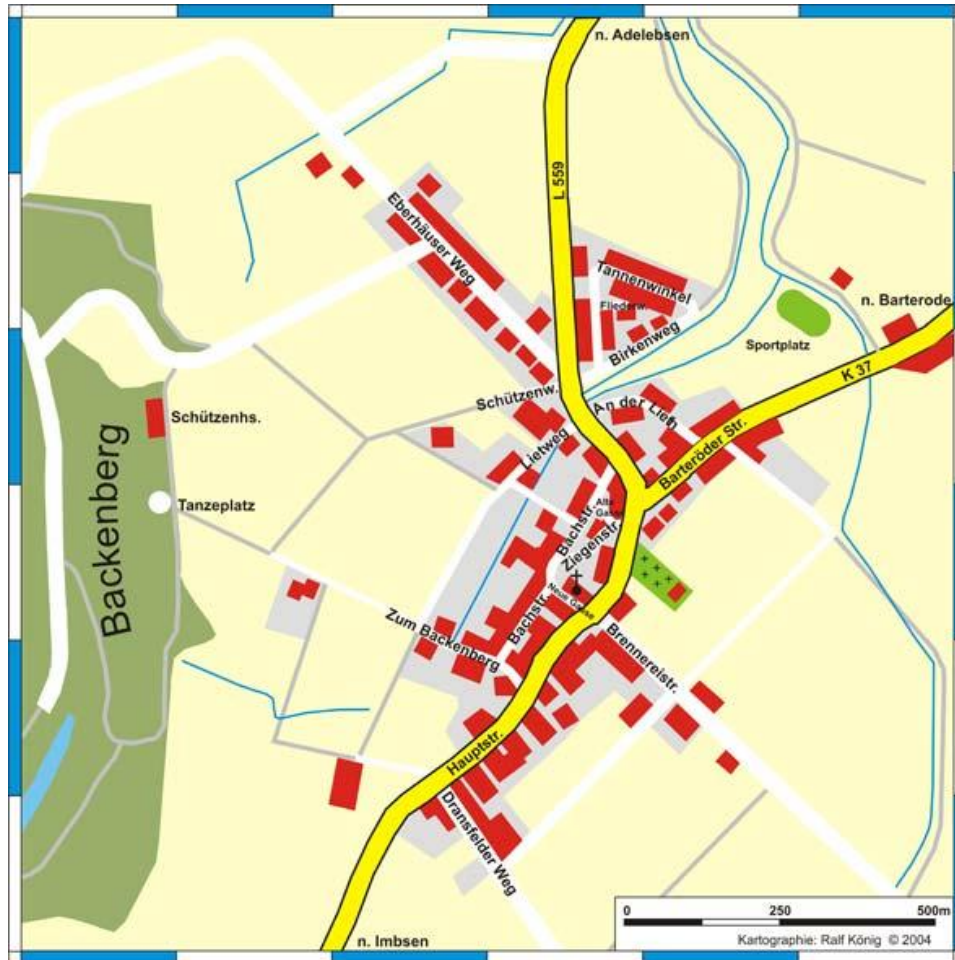 n. Adelebsen
L 559
Eberhäuser Weg
Tannenwinkel
Fliederw.
Birkenweg
n. Barterode
Sportplatz
K 37
Schützenw.
An der Lieth
Schützenhs.
Lietweg
Barteröder Str.
Backenberg
Tanzeplatz
Bachstr.
Alte
Gasse
Ziegenstr.
Neue Gasse
Bachstr.
Zum Backenberg
Brennereistr.
Hauptstr.
Dransfelder Weg
n. Imbsen
0 250 500m
Kartographie: Ralf König © 2004